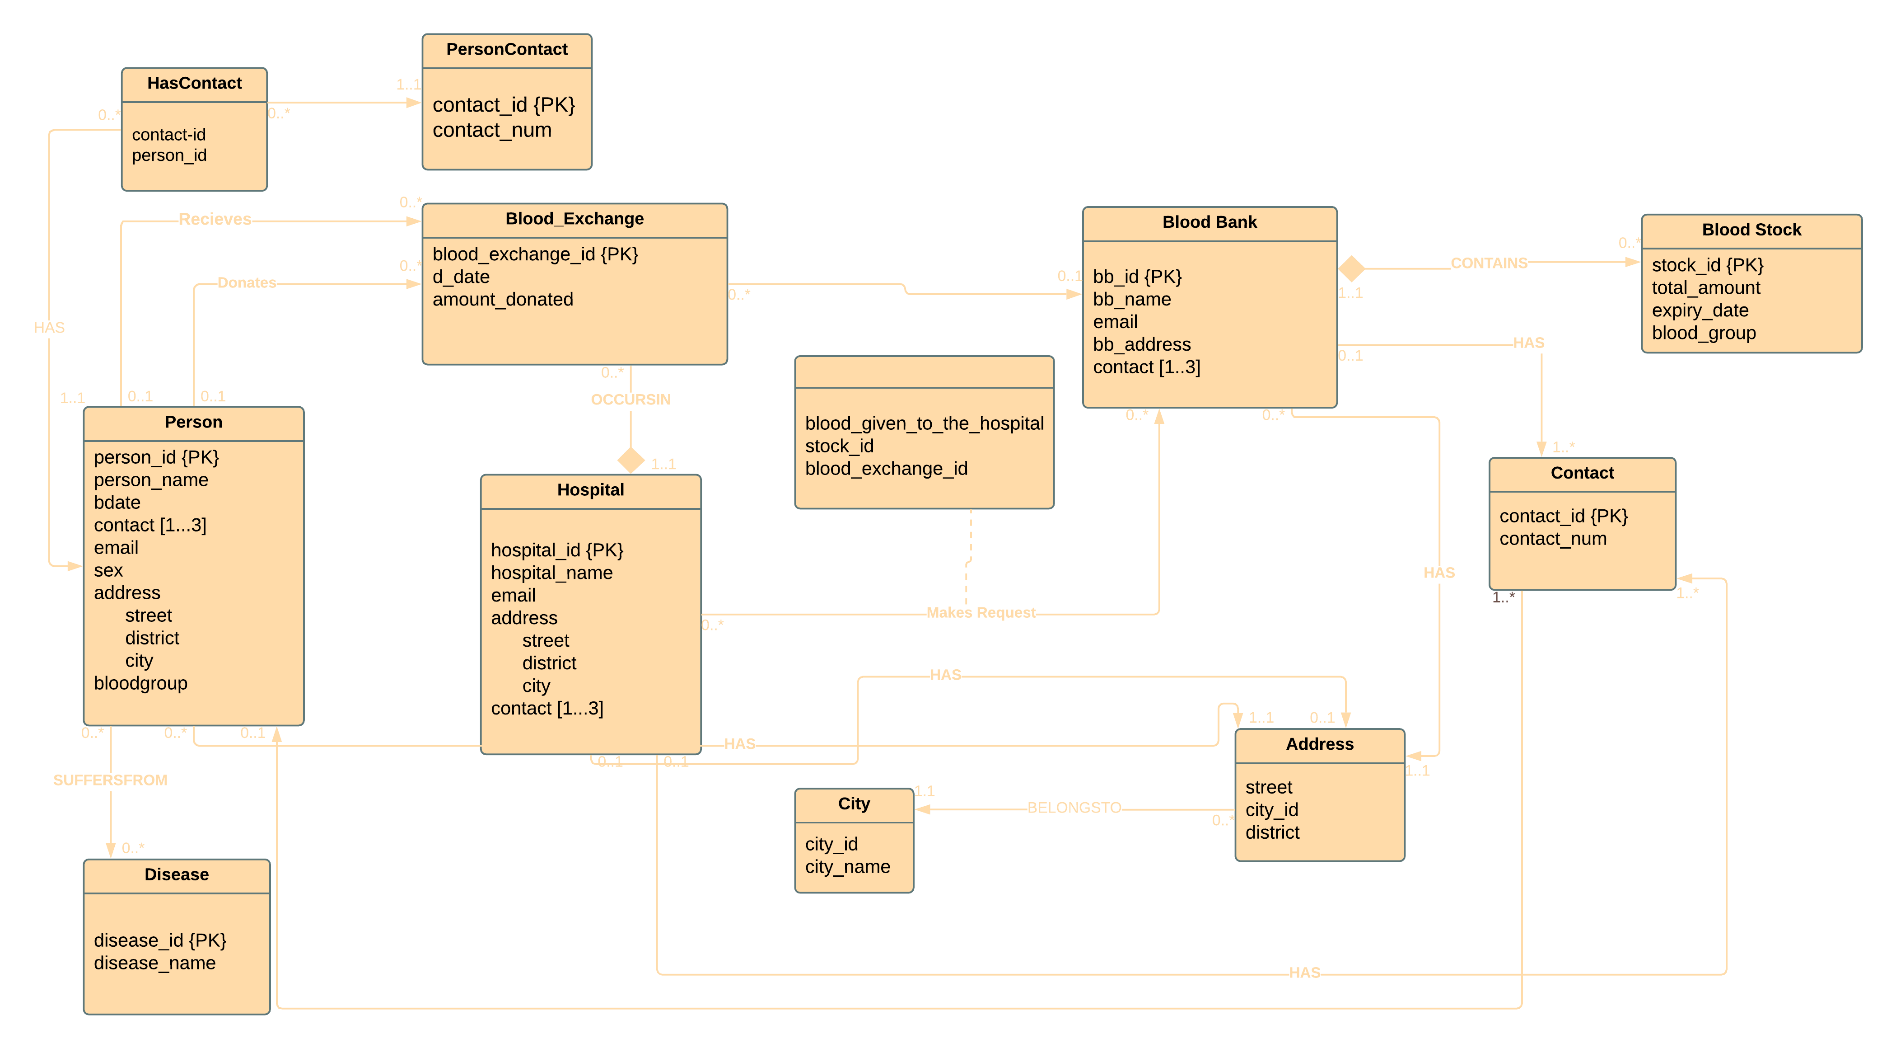 PersonContact
contact_id {PK}
contact_num
HasContact
contact-id
person_id
0..*
0..*
1..1
HAS
1..1
Recieves
0..*
0..1
Donates
0..*
0..1
Blood_Exchange
blood_exchange_id {PK}
d_date
amount_donated
0..*
0..1
0..*
OCCURSIN
1..1
Blood Bank
bb_id {PK}
bb_name
email
bb_address
contact [1..3]
1..1
CONTAINS
0..*
Blood Stock
stock_id {PK}
total_amount
expiry_date
blood_group
0..1
HAS
1..*
0..*
0..*
HAS
1..1
blood_given_to_the_hospital
stock_id
blood_exchange_id
Person
person_id {PK}
person_name
bdate
contact [1...3]
email
sex
address
street
district
city
bloodgroup
0..*
0..*
0..1
Hospital
hospital_id {PK}
hospital_name
email
address
street
district
city
contact [1...3]
0..*
Makes Request
0..1
0..1
HAS
0..1
HAS
1..1
Contact
contact_id {PK}
contact_num
1..*
1..*
Address
street
city_id
district
0..*
BELONGSTO
1.1
City
city_id
city_name
SUFFERSFROM
0..*
Disease
disease_id {PK}
disease_name
HAS